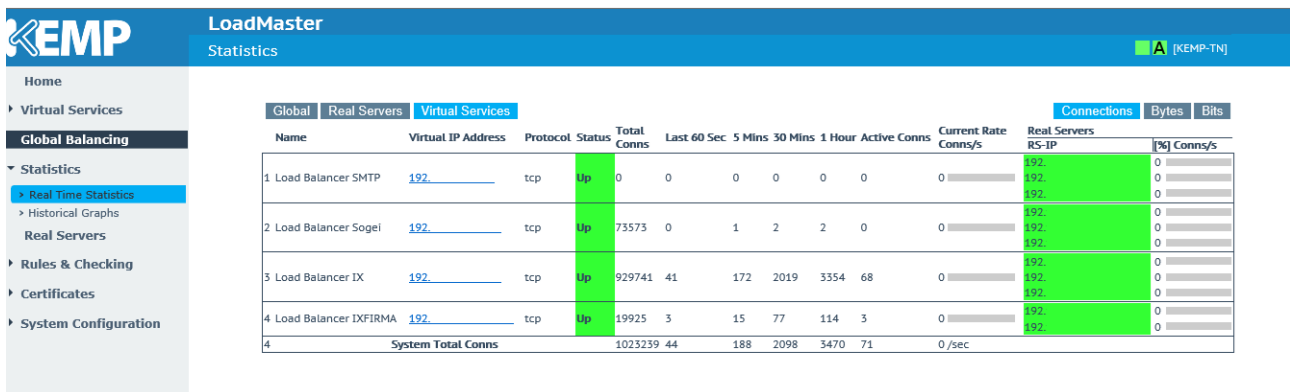 KEMP
LoadMaster
Statistics
A [KEMP-TN]
Home
Virtual Services
Global Balancing
Statistics
Real Time Statistics
Historical Graphs
Real Servers
Rules & Checking
Certificates
System Configuration
Global Real Servers Virtual Services
Connections Bytes Bits
Name Virtual IP Address Protocol Status Total Conns Last 60 Sec 5 Mins 30 Mins 1 Hour Active Conns Current Rate Conns/s Real Servers
RS-IP [%] Conns/s
1 Load Balancer SMTP 192. tcp Up 0 0 0 0 0 0 0
192. 0
192. 0
192. 0
2 Load Balancer Sogei 192. tcp Up 73573 0 1 2 2 0 0
192. 0
192. 0
192. 0
3 Load Balancer IX 192. tcp Up 929741 41 172 2019 3354 68 0
192. 0
192. 0
192. 0
4 Load Balancer IXFIRMA 192. tcp Up 19925 3 15 77 114 3 0
192. 0
192. 0
4 System Total Conns 1023239 44 188 2098 3470 71 0 /sec